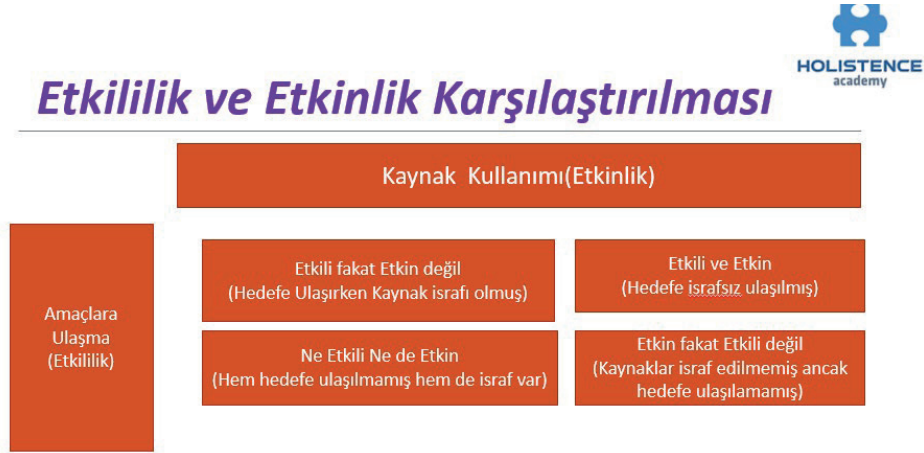 HOLISTENCE
academy
Etkililik ve Etkinlik Karşılaştırılması
Kaynak Kullanımı(Etkinlik)
Amaçlara
Ulaşma
(Etkililik)
Etkili fakat Etkin değil
(Hedefe Ulaşırken Kaynak israfı olmuş)
Etkili ve Etkin
(Hedefe israfsız ulaşılmış)
Ne Etkili Ne de Etkin
(Hem hedefe ulaşılmamış hem de israf var)
Etkin fakat Etkili değil
(Kaynaklar israf edilmemiş ancak
hedefe ulaşılamamış)